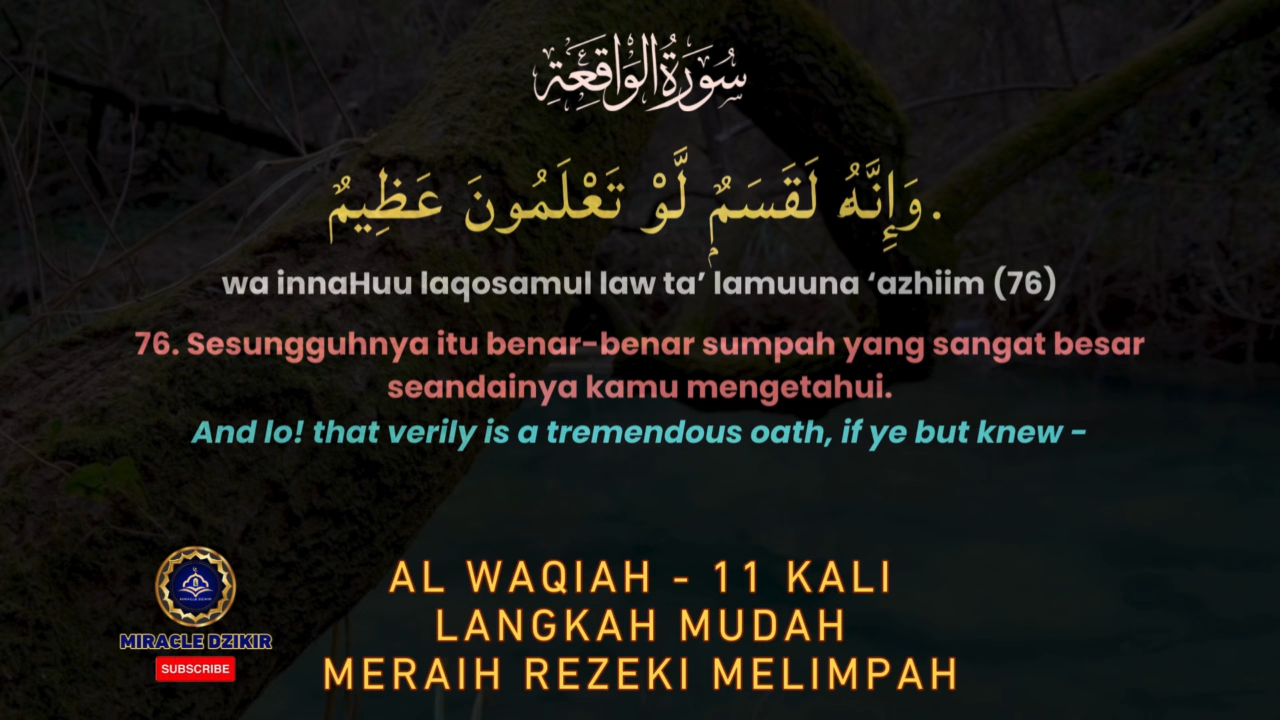 سُورَةُ الْوَاقِعَةِ
وَإِنَّهُ لَقَسَمٌ لَّوْ تَعْلَمُونَ عَظِيمٌ.
wa innaHuu laqosamul law ta’ lamuuna ‘azhiim (76)
76. Sesungguhnya itu benar-benar sumpah yang sangat besar
seandainya kamu mengetahui.
And lo! that verily is a tremendous oath, if ye but knew -
AL WAQIAH - 11 KALI
LANGKAH MUDAH
MERAIH REZEKI MELIMPAH
MIRACLE DZIKIR
MIRACLE DZIKIR
SUBSCRIBE